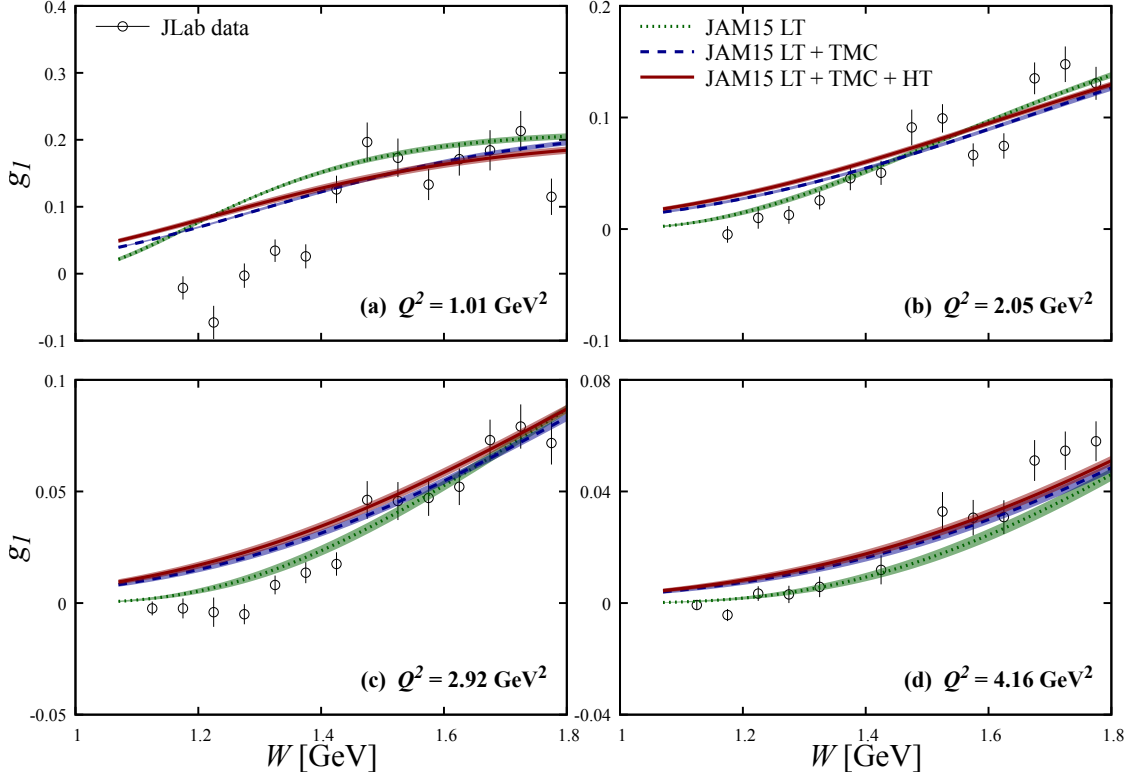 0.4
JLab data
0.3
0.2
0.1
0
-0.1
g1
(a) Q2 = 1.01 GeV2
0.2
JAM15 LT
JAM15 LT + TMC
JAM15 LT + TMC + HT
0.1
0
-0.1
(b) Q2 = 2.05 GeV2
0.1
0.05
0
-0.05
g1
(c) Q2 = 2.92 GeV2
1 1.2 1.4 1.6 1.8
W [GeV]
0.08
0.04
0
-0.04
(d) Q2 = 4.16 GeV2
1 1.2 1.4 1.6 1.8
W [GeV]